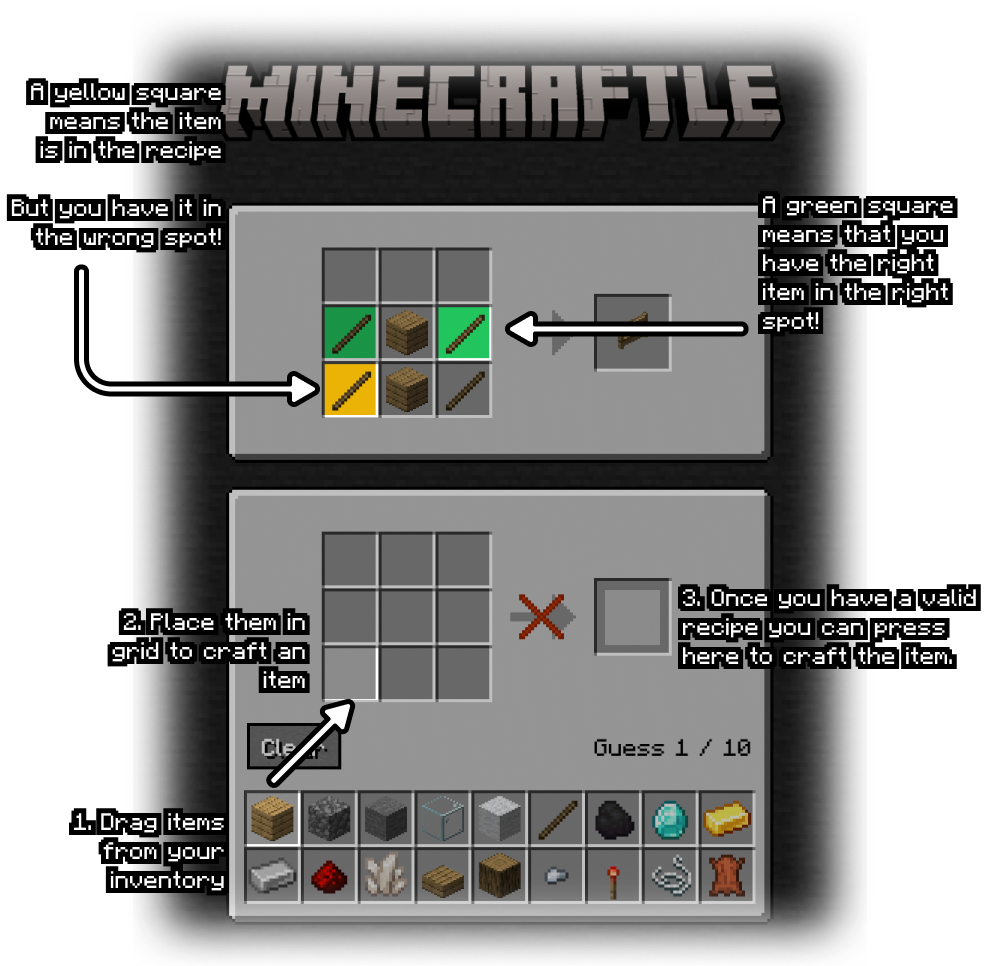 MINECRAFTLE
A yellow square
means the item
is in the recipe
But you have it in
the wrong spot!
A green square
means that you
have the right
item in the right
spot!
2. Place them in
grid to craft an
item
3. Once you have a valid
recipe you can press
here to craft the item.
Clear
Guess 1 / 10
1. Drag items
from your
inventory